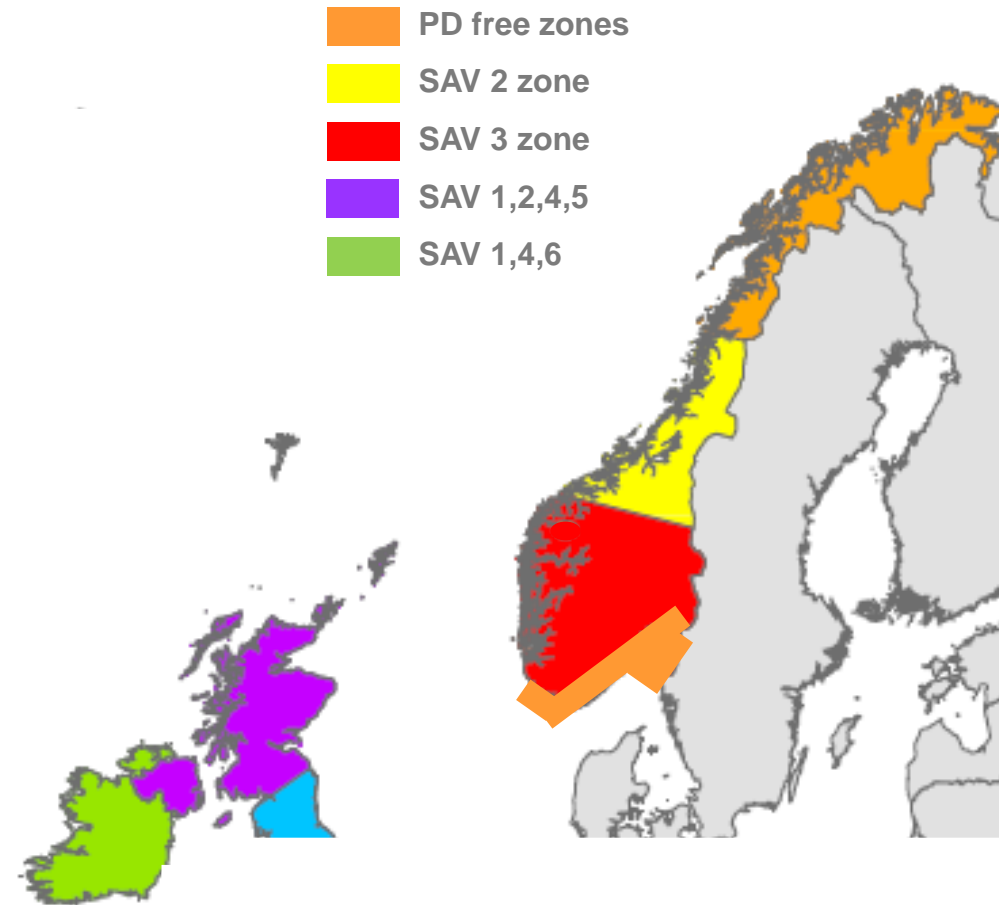 PD free zones
SAV 2 zone
SAV 3 zone
SAV 1,2,4,5
SAV 1,4,6